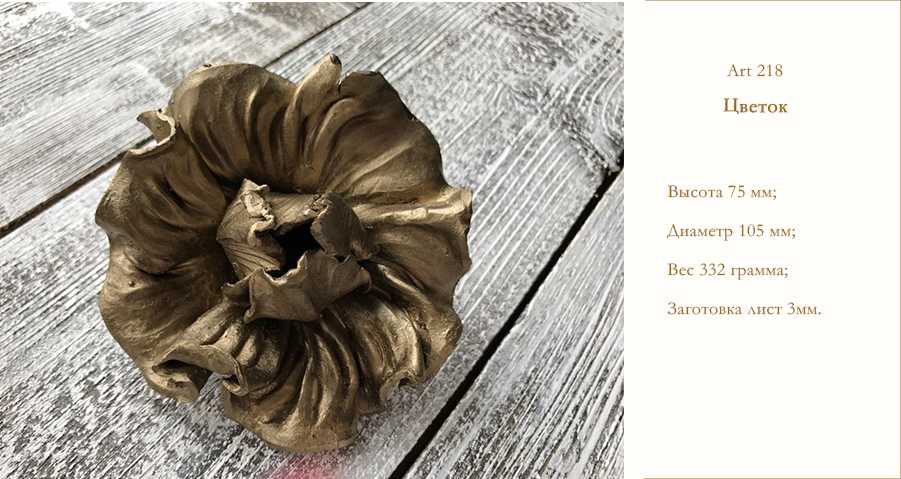 Art 218
Цветок
Высота 75 мм;
Диаметр 105 мм;
Вес 332 грамма;
Заготовка лист 3мм.